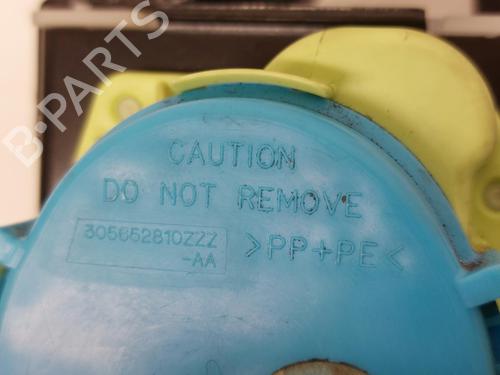 B-PARTS
CAUTION
DO NOT REMOVE
305652810ZZZ
-AA
>PP+PE<